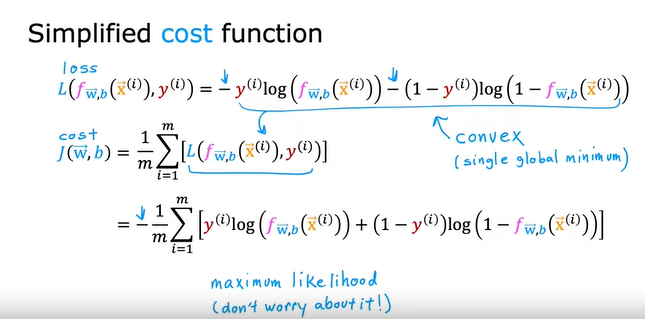 Simplified cost function
loss
L(f_{\vec{w},b}(\vec{x}^{(i)}), y^{(i)}) = − y^{(i)}log(f_{\vec{w},b}(\vec{x}^{(i)})) − (1 − y^{(i)})log(1 − f_{\vec{w},b}(\vec{x}^{(i)}))
cost
convex
J(\vec{w},b) = \frac{1}{m} \sum_{i=1}^{m} [L(f_{\vec{w},b}(\vec{x}^{(i)}), y^{(i)})]
(single global minimum)
= −\frac{1}{m} \sum_{i=1}^{m} [y^{(i)}log(f_{\vec{w},b}(\vec{x}^{(i)})) + (1 − y^{(i)})log(1 − f_{\vec{w},b}(\vec{x}^{(i)}))]
maximum likelihood
(don't worry about it!)